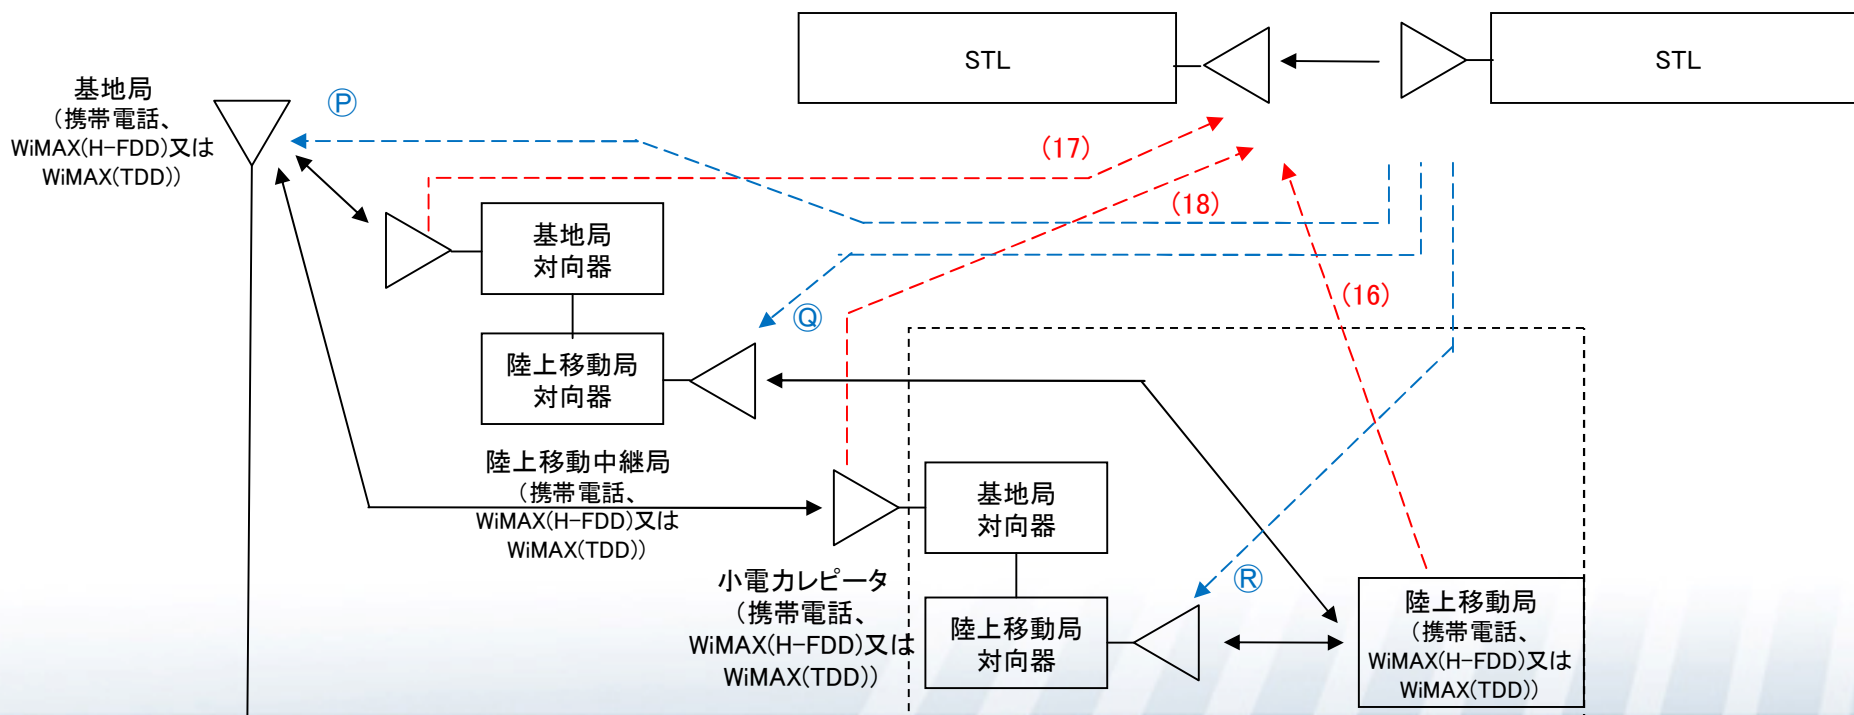 STL
STL
基地局
(携帯電話、
WiMAX(H-FDD)又は
WiMAX(TDD))
Ⓟ
(17)
(18)
基地局
対向器
(16)
Ⓠ
陸上移動局
対向器
陸上移動中継局
(携帯電話、
WiMAX(H-FDD)又は
WiMAX(TDD))
基地局
対向器
小電力レピータ
(携帯電話、
WiMAX(H-FDD)又は
WiMAX(TDD))
陸上移動局
対向器
Ⓡ
陸上移動局
(携帯電話、
WiMAX(H-FDD)又は
WiMAX(TDD))